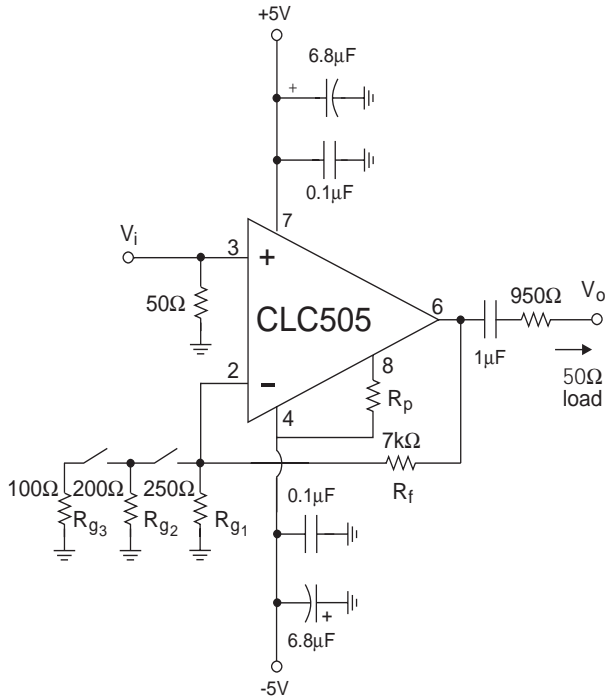 +5V
6.8μF
+
0.1μF
7
Vi
3
+
50Ω
CLC505
6
950Ω
Vo
1μF
50Ω
load
8
2
−
Rp
4
7kΩ
Rf
100Ω 200Ω 250Ω
Rg3 Rg2 Rg1
0.1μF
+
6.8μF
-5V